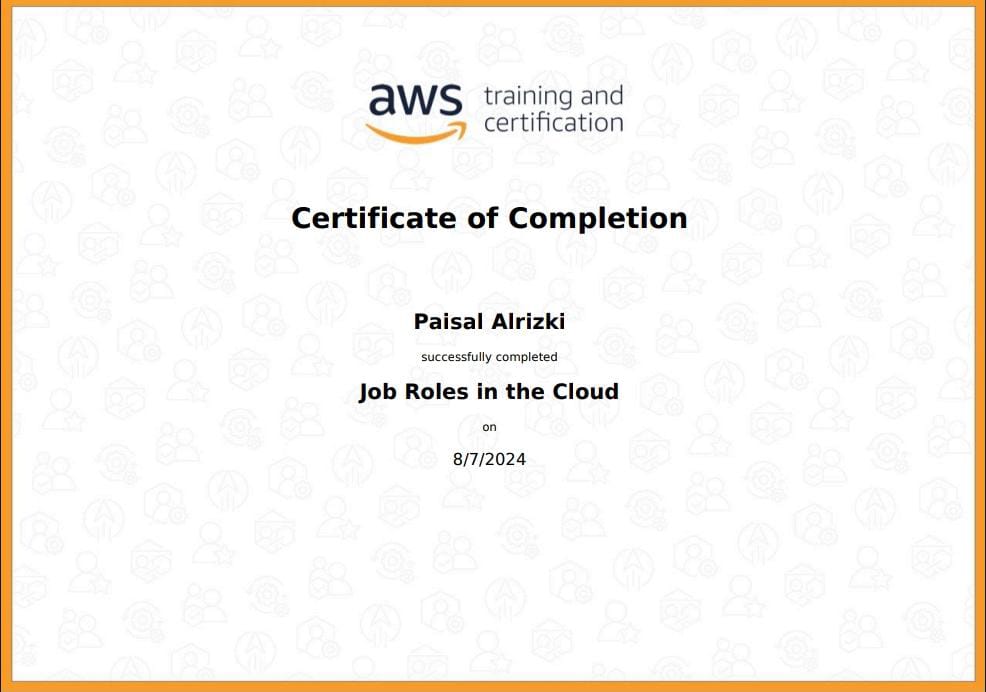 aws training and
certification
Certificate of Completion
Paisal Alrizki
successfully completed
Job Roles in the Cloud
on
8/7/2024